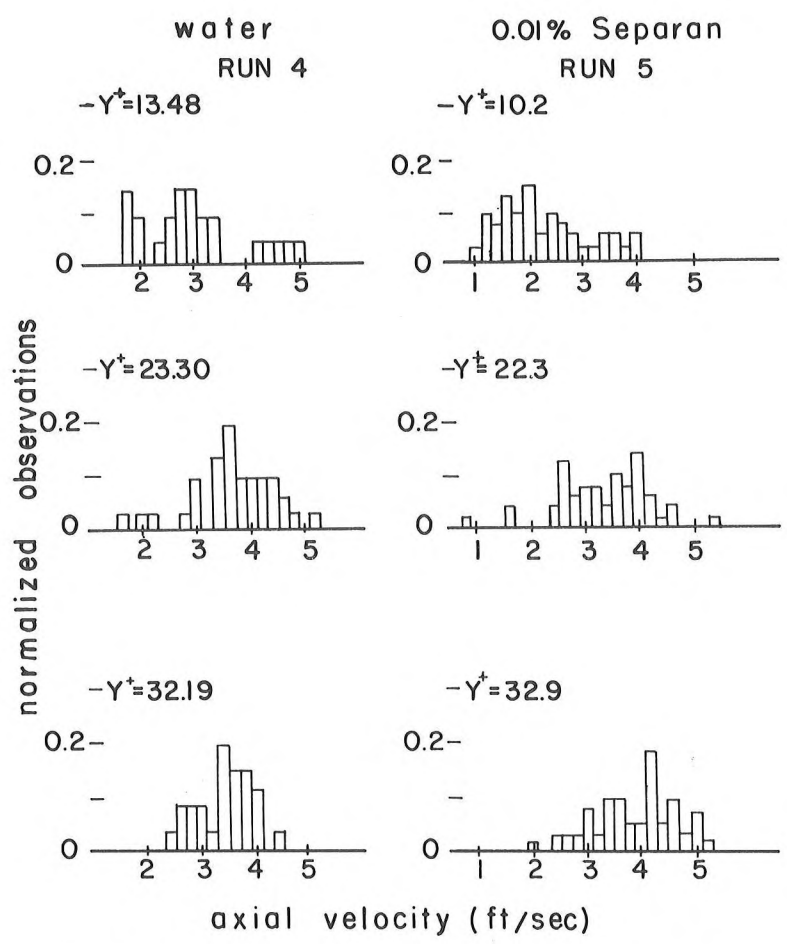 water
RUN 4
0.01% Separan
RUN 5
-Y+=13.48
0.2
0
2 3 4 5
-Y+=10.2
0.2
0
1 2 3 4 5
-Y+=23.30
0.2
0
2 3 4 5
-Y+=22.3
0.2
0
1 2 3 4 5
-Y+=32.19
0.2
0
2 3 4 5
-Y+=32.9
0.2
0
1 2 3 4 5
normalized observations
axial velocity (ft/sec)